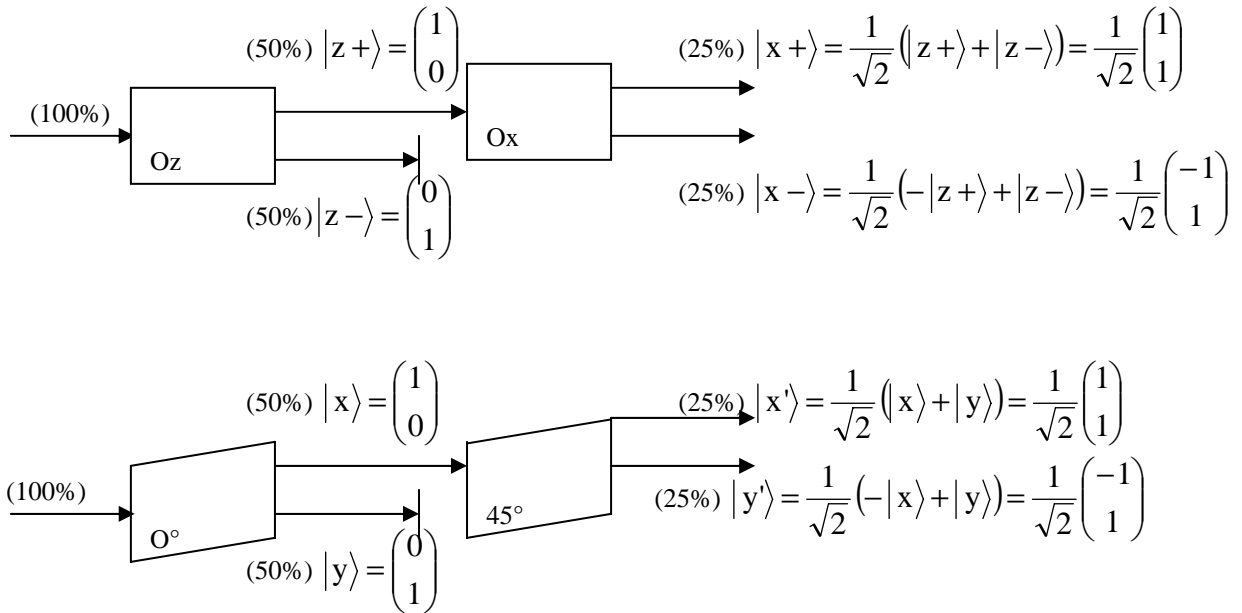 (50%) |z +⟩ = (1 0)
(25%) |x +⟩ = 1/√2 (|z +⟩ + |z −⟩) = 1/√2 (1 1)
(100%)
Oz
Ox
(50%) |z −⟩ = (0 1)
(25%) |x −⟩ = 1/√2 (−|z +⟩ + |z −⟩) = 1/√2 (−1 1)
(50%) |x⟩ = (1 0)
(25%) |x'⟩ = 1/√2 (|x⟩ + |y⟩) = 1/√2 (1 1)
(100%)
O°
45°
(25%) |y'⟩ = 1/√2 (−|x⟩ + |y⟩) = 1/√2 (−1 1)
(50%) |y⟩ = (0 1)